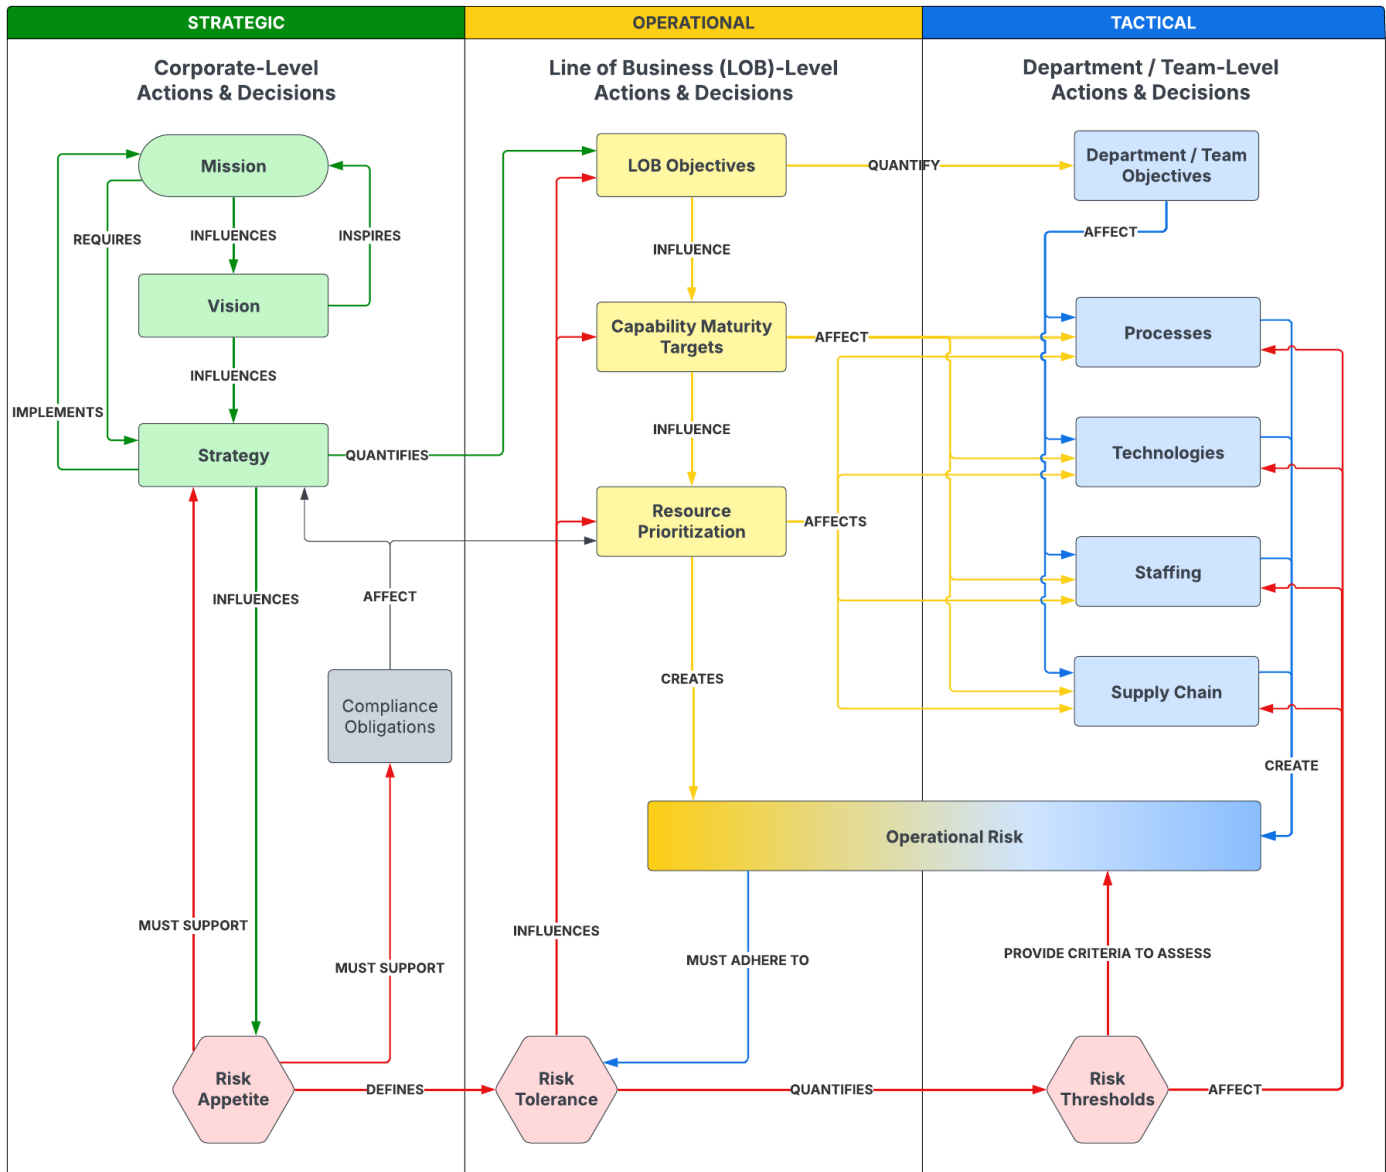 STRATEGIC
OPERATIONAL
TACTICAL
Corporate-Level
Actions & Decisions
Line of Business (LOB)-Level
Actions & Decisions
Department / Team-Level
Actions & Decisions
Mission
LOB Objectives
QUANTIFY
Department / Team
Objectives
REQUIRES
INFLUENCES
INSPIRES
INFLUENCE
AFFECT
Vision
Capability Maturity
Targets
AFFECT
Processes
INFLUENCES
IMPLEMENTS
INFLUENCE
Strategy
QUANTIFIES
Technologies
Resource
Prioritization
AFFECTS
Staffing
INFLUENCES
AFFECT
CREATES
Compliance
Obligations
Supply Chain
CREATE
Operational Risk
MUST SUPPORT
INFLUENCES
MUST SUPPORT
MUST ADHERE TO
PROVIDE CRITERIA TO ASSESS
Risk
Appetite
DEFINES
Risk
Tolerance
QUANTIFIES
Risk
Thresholds
AFFECT